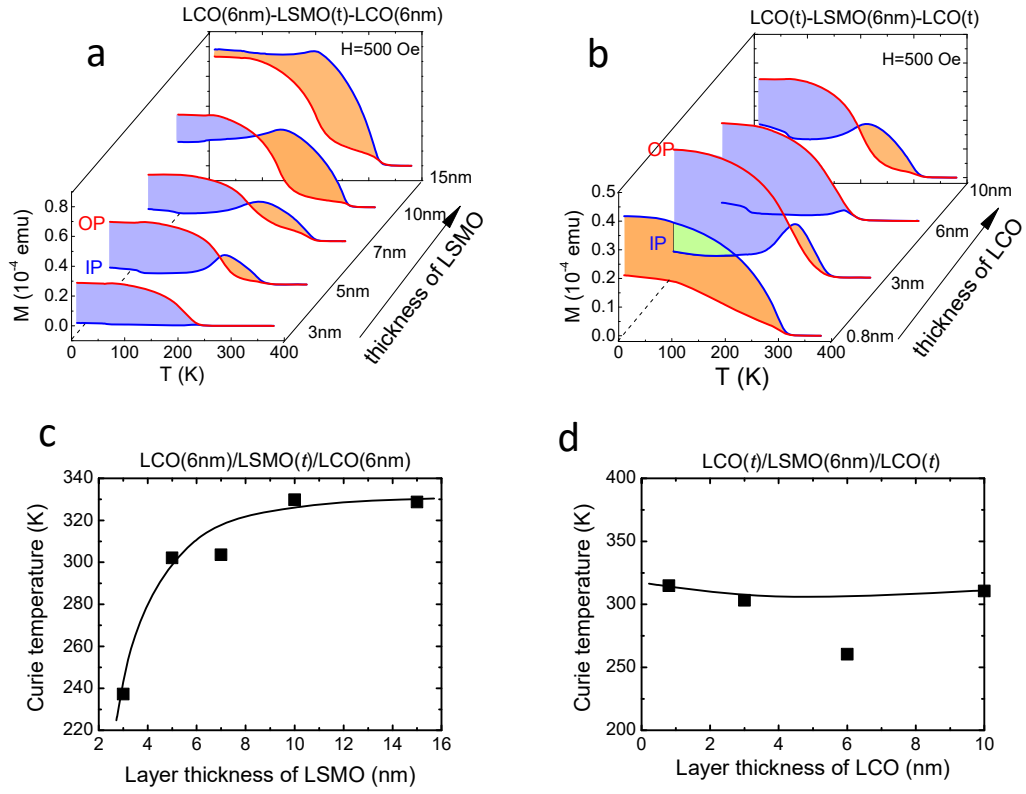 a
LCO(6nm)-LSMO(t)-LCO(6nm)
H=500 Oe
15nm
10nm
7nm
5nm
3nm
thickness of LSMO
OP
IP
M (10⁻⁴ emu)
0.8
0.6
0.4
0.2
0.0
0 100 200 300 400
T (K)
b
LCO(t)-LSMO(6nm)-LCO(t)
H=500 Oe
10nm
6nm
3nm
0.8nm
thickness of LCO
OP
IP
M (10⁻⁴ emu)
0.5
0.4
0.3
0.2
0.1
0.0
0 100 200 300 400
T (K)
c
LCO(6nm)/LSMO(t)/LCO(6nm)
Curie temperature (K)
340
320
300
280
260
240
220
2 4 6 8 10 12 14 16
Layer thickness of LSMO (nm)
d
LCO(t)/LSMO(6nm)/LCO(t)
Curie temperature (K)
400
350
300
250
200
0 2 4 6 8 10
Layer thickness of LCO (nm)